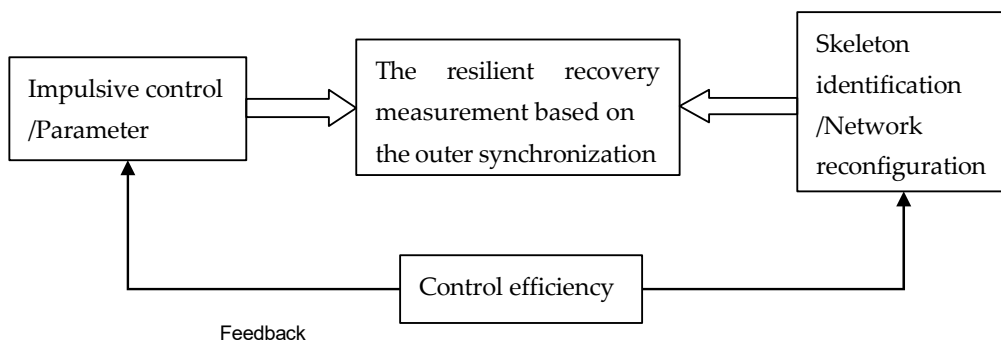 Impulsive control
/Parameter
The resilient recovery
measurement based on
the outer synchronization
Skeleton
identification
/Network
reconfiguration
Control efficiency
Feedback